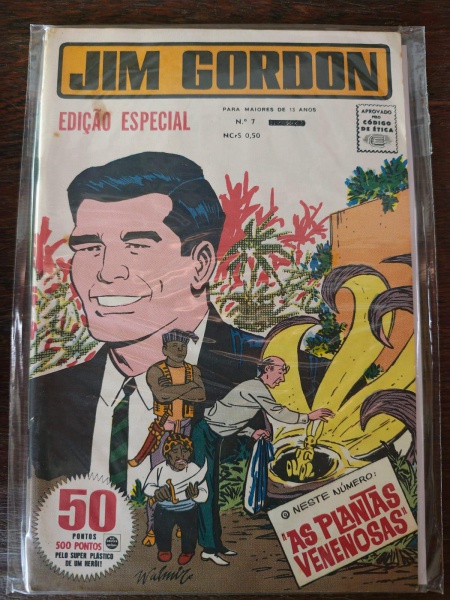 JIM GORDON
EDIÇÃO ESPECIAL
PARA MAIORES DE 12 ANOS
N.º 7
NCr$ 0,50
APROVADO
PELO
CÓDIGO
DE ÉTICA
50
PONTOS
500 PONTOS
PELO SUPER PLÁSTICO
DE UM HERÓI!
O NESTE NÚMERO:
"AS PLANTAS
VENENOSAS"
Walmir